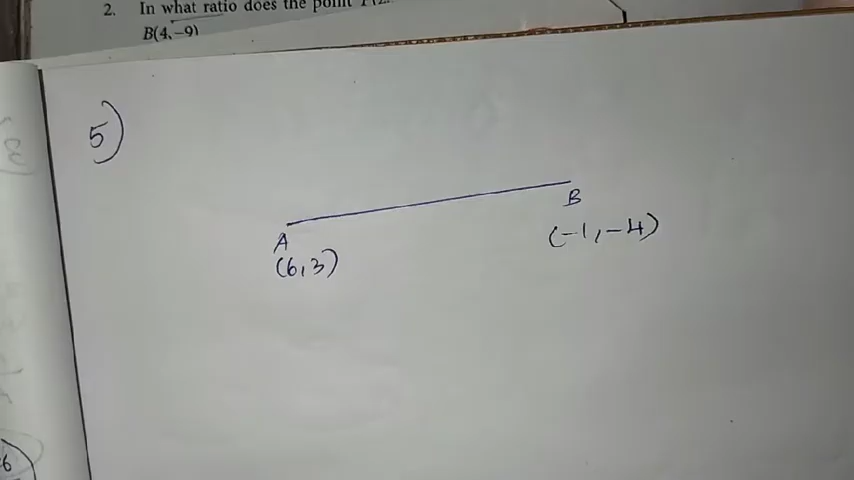 2. In what ratio does the point
B(4,-9)
5)
A
B
(6,3)
(-1,-4)
6